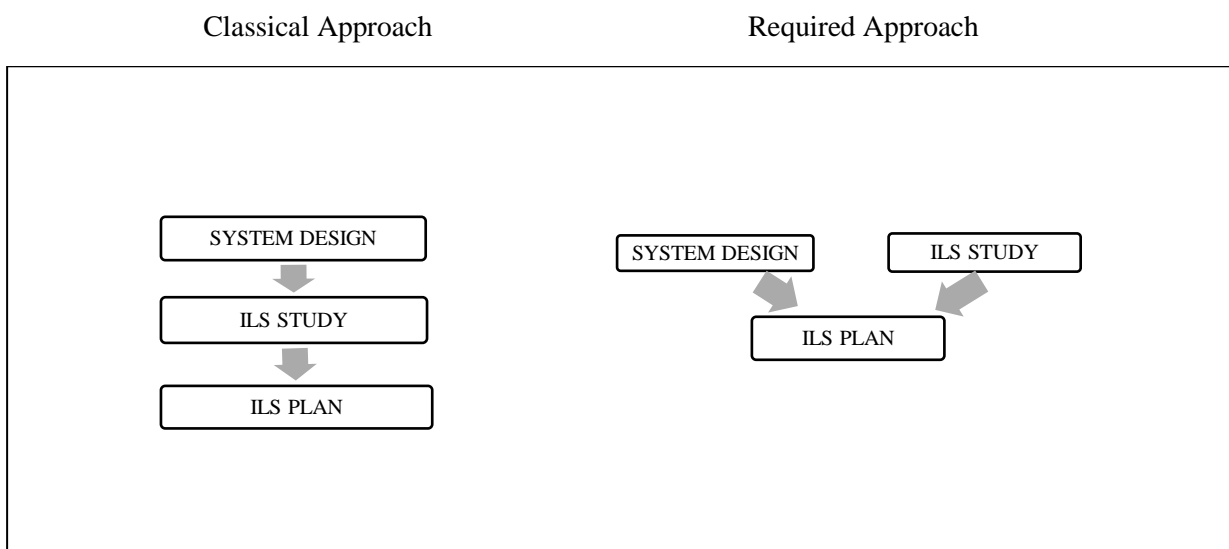 Classical Approach
Required Approach
SYSTEM DESIGN
ILS STUDY
ILS PLAN
SYSTEM DESIGN
ILS STUDY
ILS PLAN